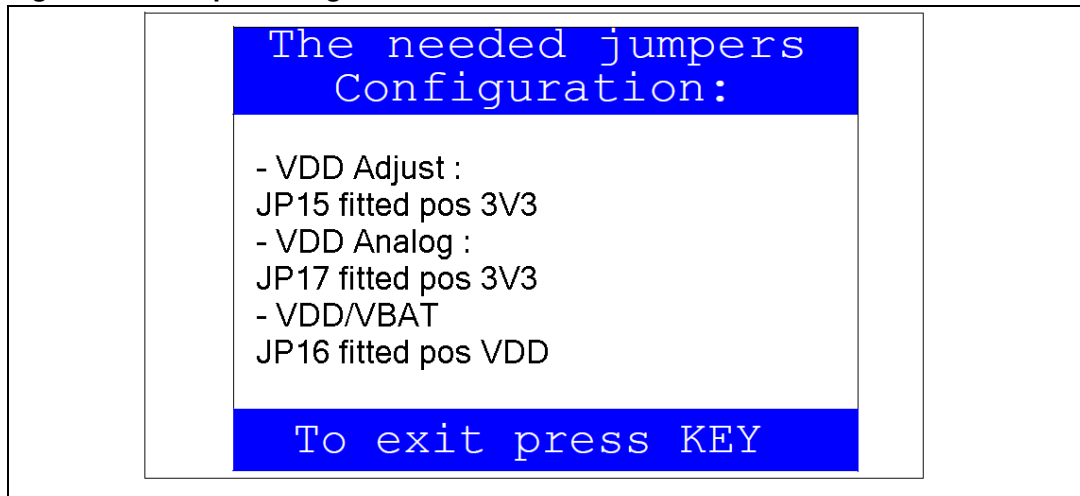 The needed jumpers
Configuration:
- VDD Adjust :
JP15 fitted pos 3V3
- VDD Analog :
JP17 fitted pos 3V3
- VDD/VBAT
JP16 fitted pos VDD
To exit press KEY